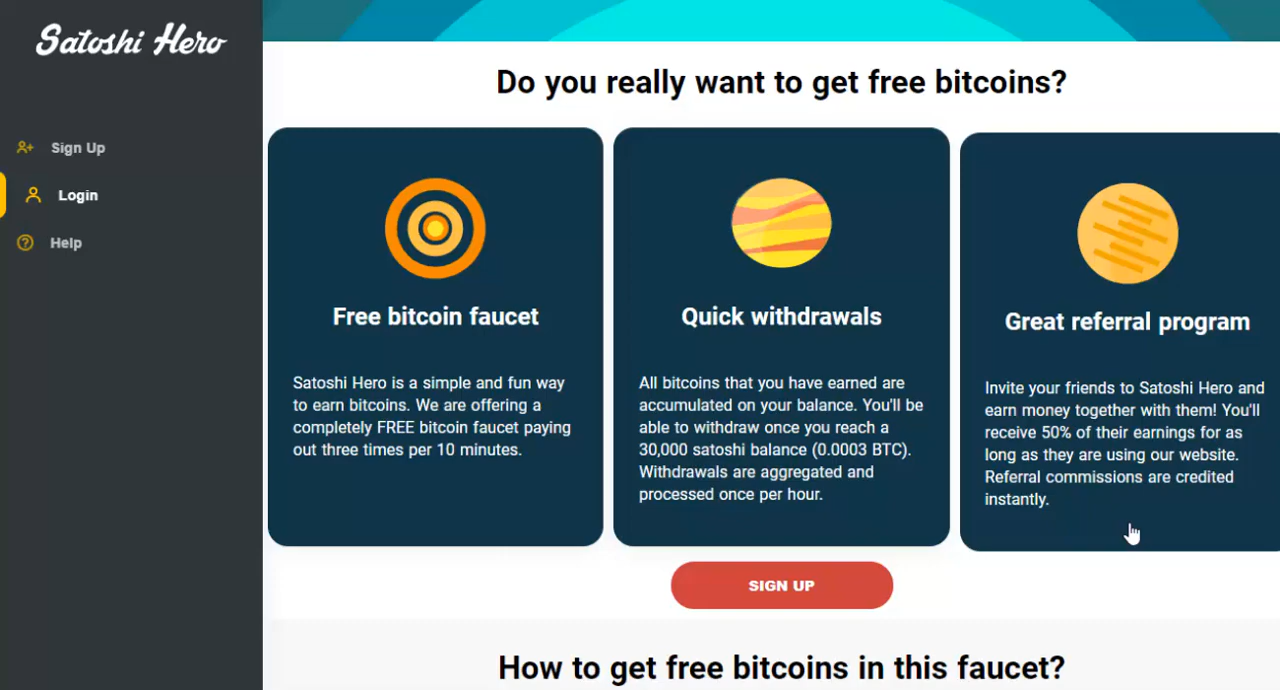 Satoshi Hero
Sign Up
Login
Help
Do you really want to get free bitcoins?
Free bitcoin faucet
Satoshi Hero is a simple and fun way
to earn bitcoins. We are offering a
completely FREE bitcoin faucet paying
out three times per 10 minutes.
Quick withdrawals
All bitcoins that you have earned are
accumulated on your balance. You'll be
able to withdraw once you reach a
30,000 satoshi balance (0.0003 BTC).
Withdrawals are aggregated and
processed once per hour.
Great referral program
Invite your friends to Satoshi Hero and
earn money together with them! You'll
receive 50% of their earnings for as
long as they are using our website.
Referral commissions are credited
instantly.
SIGN UP
How to get free bitcoins in this faucet?